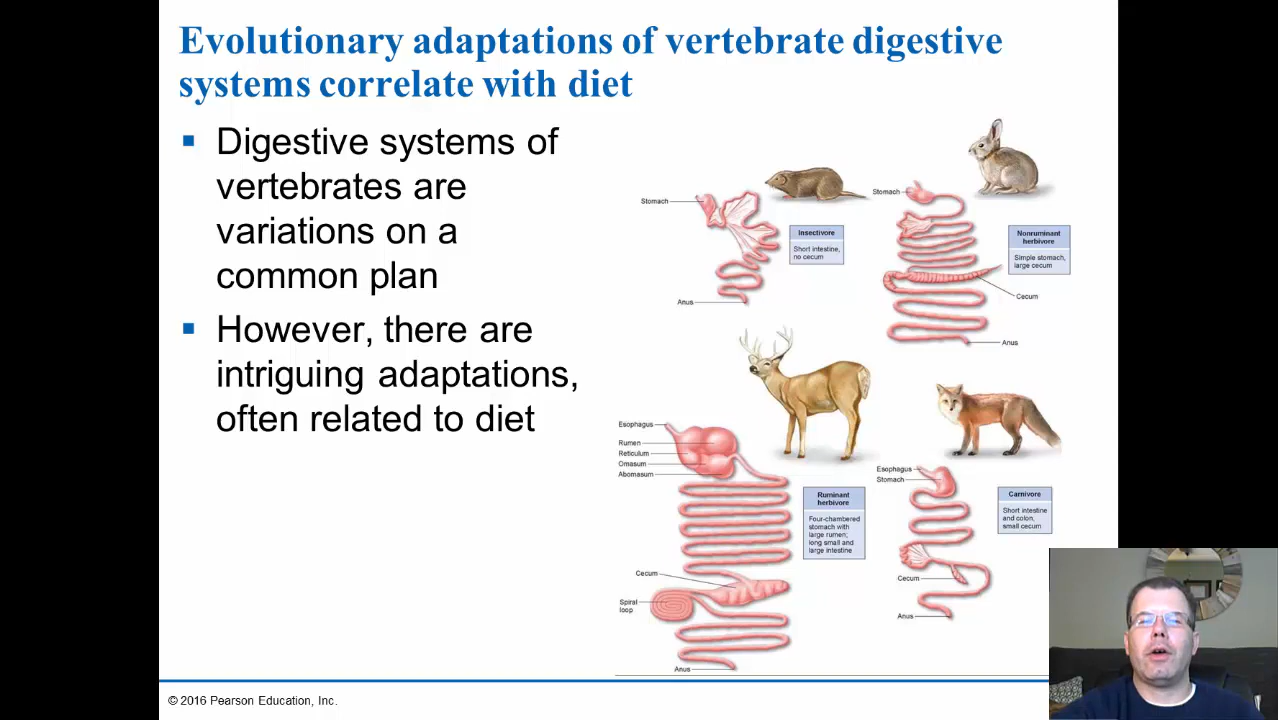 Evolutionary adaptations of vertebrate digestive
systems correlate with diet
Digestive systems of
vertebrates are
variations on a
common plan
However, there are
intriguing adaptations,
often related to diet
Stomach
Insectivore
Short intestine,
no cecum
Anus
Stomach
Nonruminant
herbivore
Simple stomach,
large cecum
Cecum
Anus
Esophagus
Rumen
Reticulum
Omasum
Abomasum
Ruminant
herbivore
Four-chambered
stomach with
large rumen;
long small and
large intestine
Cecum
Spiral
loop
Anus
Esophagus
Stomach
Carnivore
Short intestine
and colon,
small cecum
Cecum
Anus
© 2016 Pearson Education, Inc.